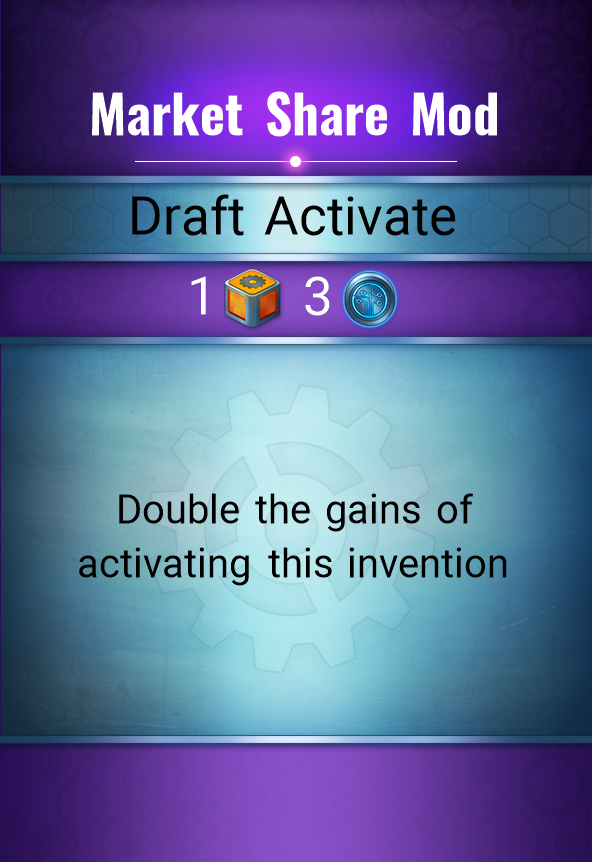 Market Share Mod
Draft Activate
1 3
Double the gains of
activating this invention